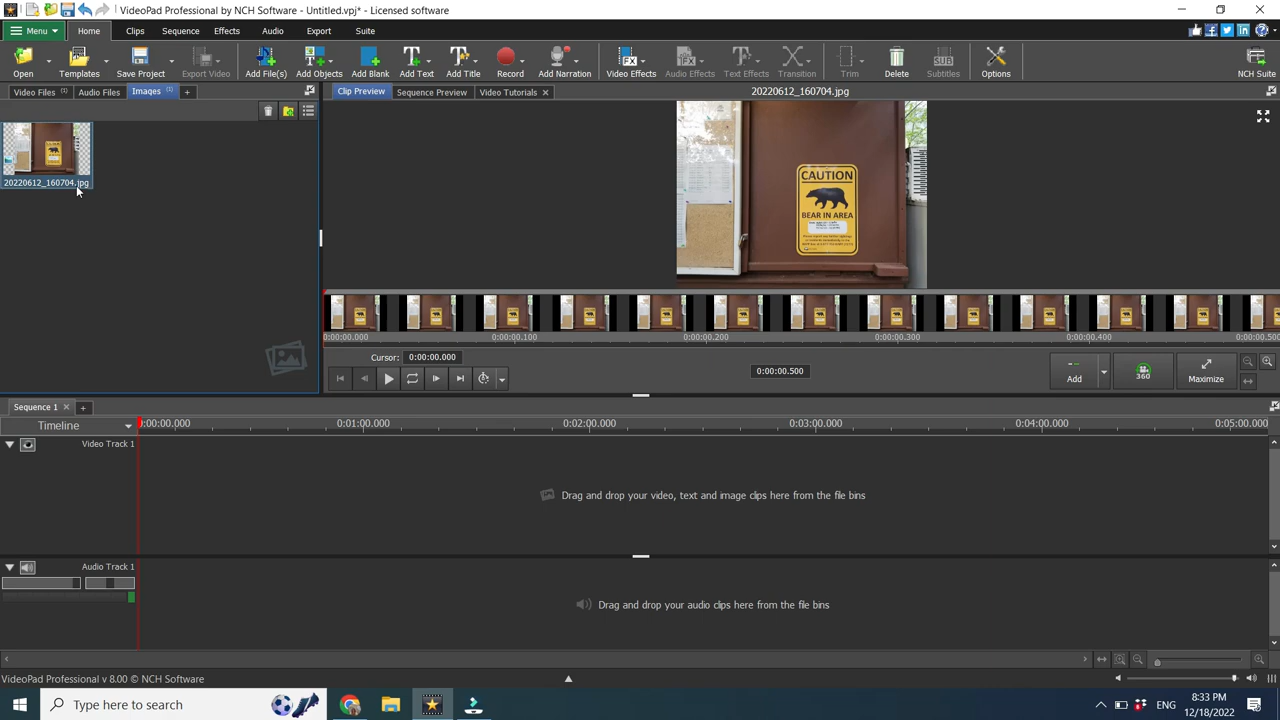 VideoPad Professional by NCH Software - Untitled.vpj* - Licensed software
Menu Home Clips Sequence Effects Audio Export Suite
Open Templates Save Project Export Video Add File(s) Add Objects Add Blank Add Text Add Title Record Add Narration Video Effects Audio Effects Text Effects Transition Trim Delete Subtitles Options NCH Suite
Video Files (1) Audio Files Images (1) + Clip Preview Sequence Preview Video Tutorials 20220612_160704.jpg
20220612_160704.jpg
CAUTION
BEAR IN AREA
0:00:00.000 0:00:00.100 0:00:00.200 0:00:00.300 0:00:00.400 0:00:00.500
Cursor: 0:00:00.000
0:00:00.500
360
Add Maximize
Sequence 1 +
Timeline 0:00:00.000 0:01:00.000 0:02:00.000 0:03:00.000 0:04:00.000 0:05:00.000
Video Track 1
Drag and drop your video, text and image clips here from the file bins
Audio Track 1
Drag and drop your audio clips here from the file bins
VideoPad Professional v 8.00 © NCH Software
Type here to search
ENG
8:33 PM
12/18/2022